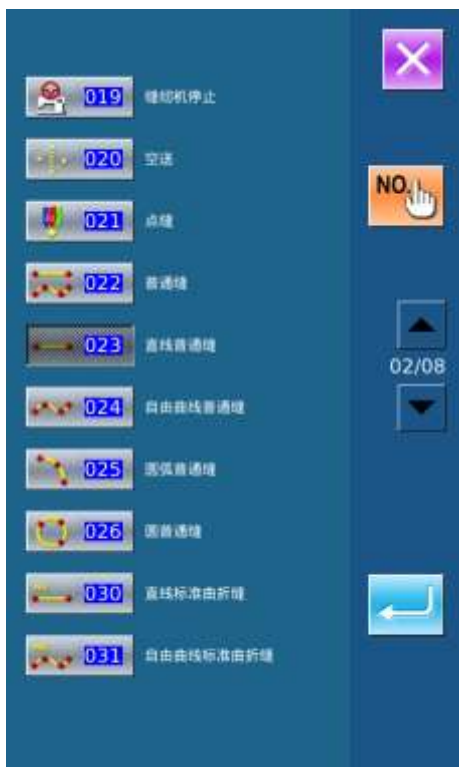 019 缝纫机停止
020 空送
NO.
021 点缝
022 普通缝
023 直线普通缝
02/08
024 自由曲线普通缝
025 圆弧普通缝
026 圆普通缝
030 直线标准曲折缝
031 自由曲线标准曲折缝